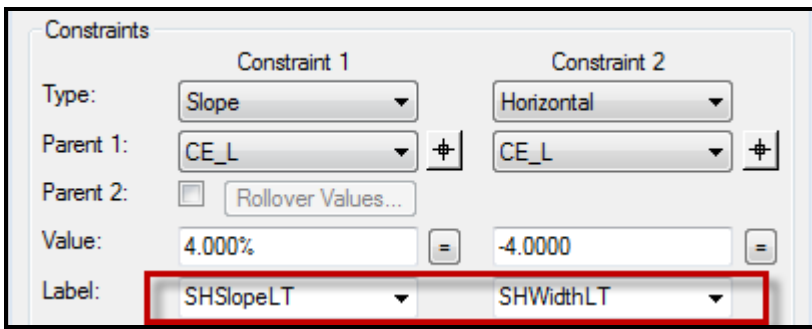 Constraints
Constraint 1 Constraint 2
Type: Slope Horizontal
Parent 1: CE_L CE_L
Parent 2: Rollover Values...
Value: 4.000% = -4.0000 =
Label: SHSlopeLT SHWidthLT